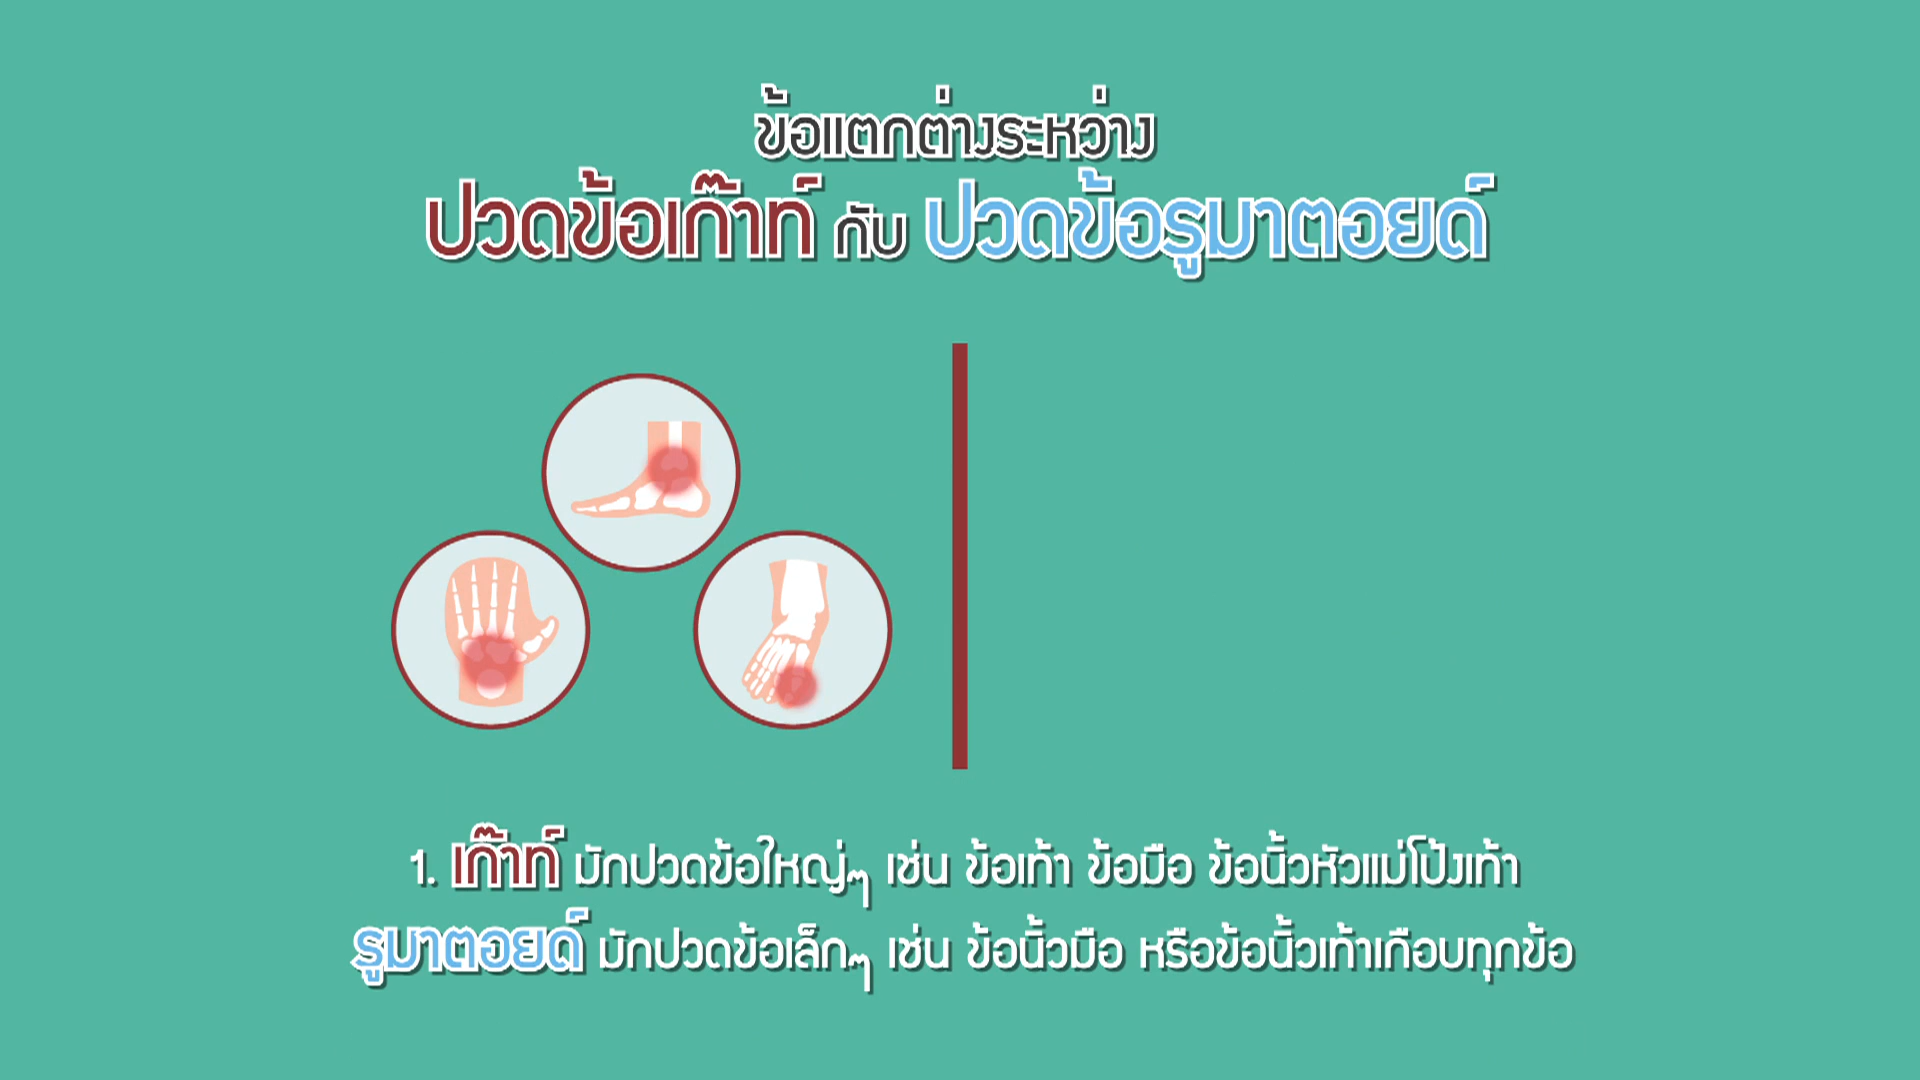 ข้อแตกต่างระหว่าง
ปวดข้อเก๊าท์ กับ ปวดข้อรูมาตอยด์
1. เก๊าท์ มักปวดข้อใหญ่ๆ เช่น ข้อเท้า ข้อมือ ข้อนิ้วหัวแม่โป้งเท้า
รูมาตอยด์ มักปวดข้อเล็กๆ เช่น ข้อนิ้วมือ หรือข้อนิ้วเท้าเกือบทุกข้อ